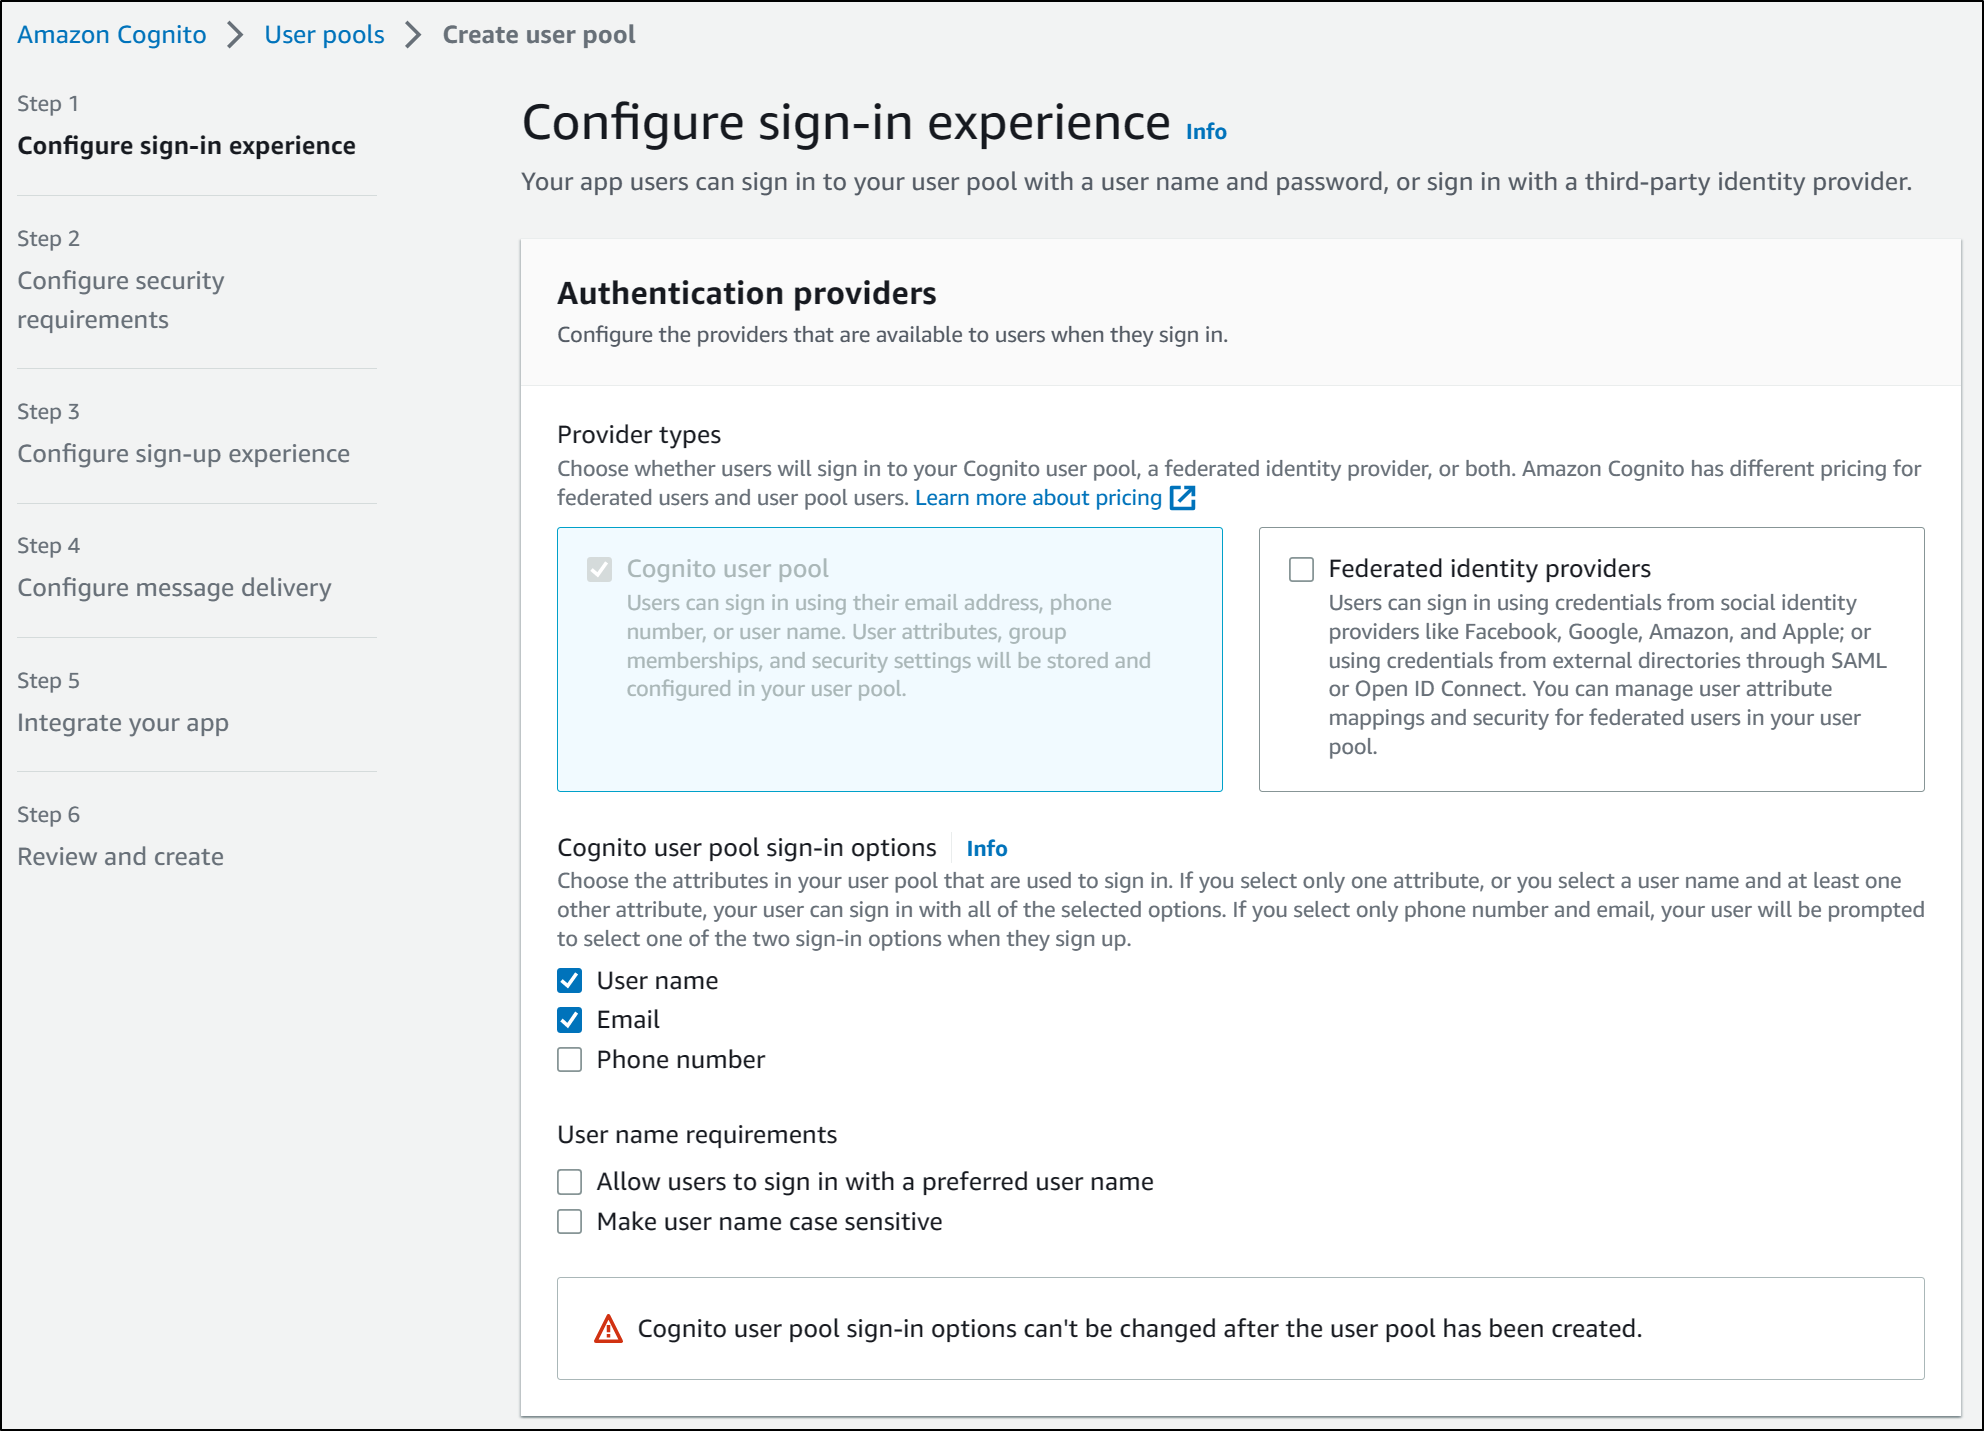 Amazon Cognito > User pools > Create user pool
Step 1
Configure sign-in experience
Step 2
Configure security
requirements
Step 3
Configure sign-up experience
Step 4
Configure message delivery
Step 5
Integrate your app
Step 6
Review and create
Configure sign-in experience Info
Your app users can sign in to your user pool with a user name and password, or sign in with a third-party identity provider.
Authentication providers
Configure the providers that are available to users when they sign in.
Provider types
Choose whether users will sign in to your Cognito user pool, a federated identity provider, or both. Amazon Cognito has different pricing for
federated users and user pool users. Learn more about pricing
Cognito user pool
Users can sign in using their email address, phone
number, or user name. User attributes, group
memberships, and security settings will be stored and
configured in your user pool.
Federated identity providers
Users can sign in using credentials from social identity
providers like Facebook, Google, Amazon, and Apple; or
using credentials from external directories through SAML
or Open ID Connect. You can manage user attribute
mappings and security for federated users in your user
pool.
Cognito user pool sign-in options Info
Choose the attributes in your user pool that are used to sign in. If you select only one attribute, or you select a user name and at least one
other attribute, your user can sign in with all of the selected options. If you select only phone number and email, your user will be prompted
to select one of the two sign-in options when they sign up.
User name
Email
Phone number
User name requirements
Allow users to sign in with a preferred user name
Make user name case sensitive
Cognito user pool sign-in options can't be changed after the user pool has been created.